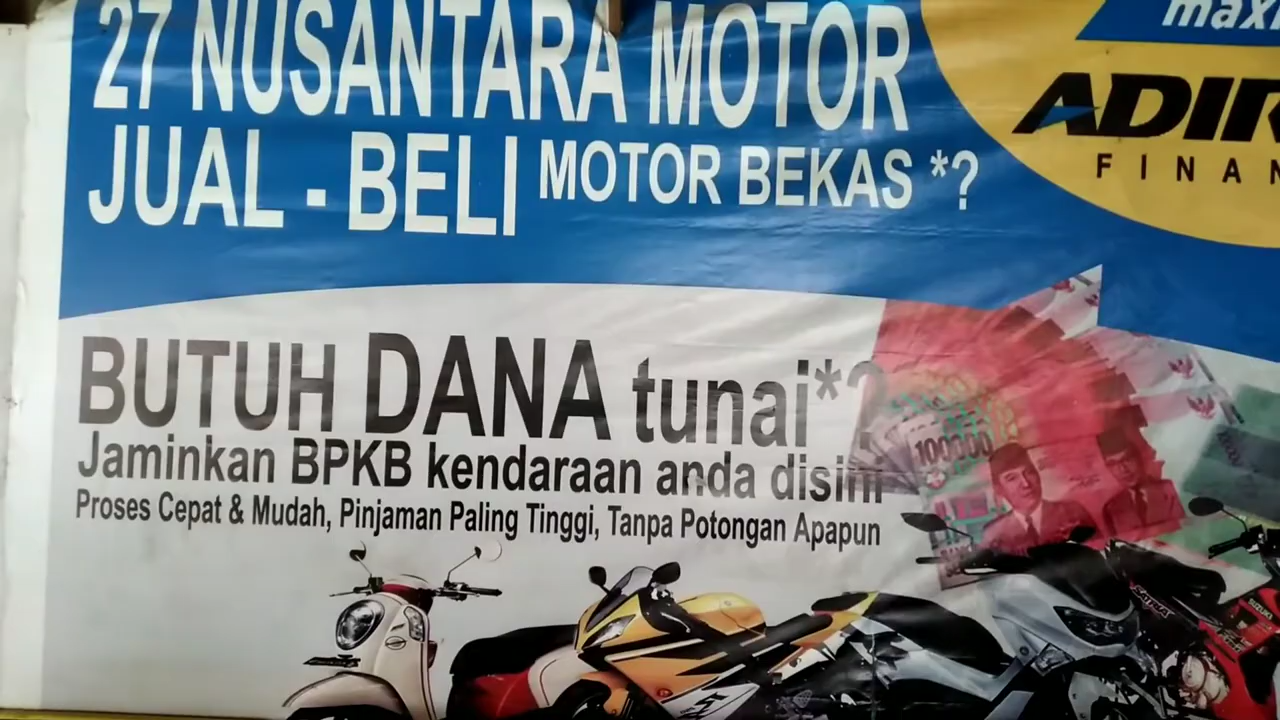 27 NUSANTARA MOTOR
JUAL - BELI MOTOR BEKAS *?
ADIR
FINAN
BUTUH DANA tunai*?
Jaminkan BPKB kendaraan anda disini
Proses Cepat & Mudah, Pinjaman Paling Tinggi, Tanpa Potongan Apapun
100000
SUZUKI